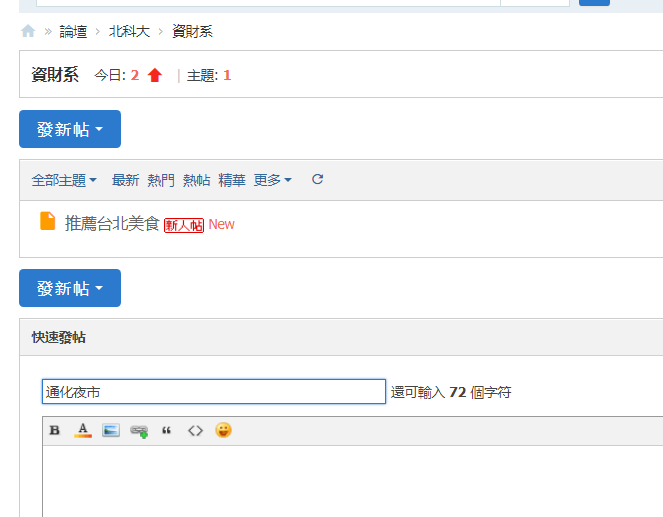 » 論壇 › 北科大 › 資財系
資財系 今日: 2 | 主題: 1
發新帖
全部主題 最新 熱門 熱帖 精華 更多
推薦台北美食 新人帖 New
發新帖
快速發帖
通化夜市 還可輸入 72 個字符
B A “ <>